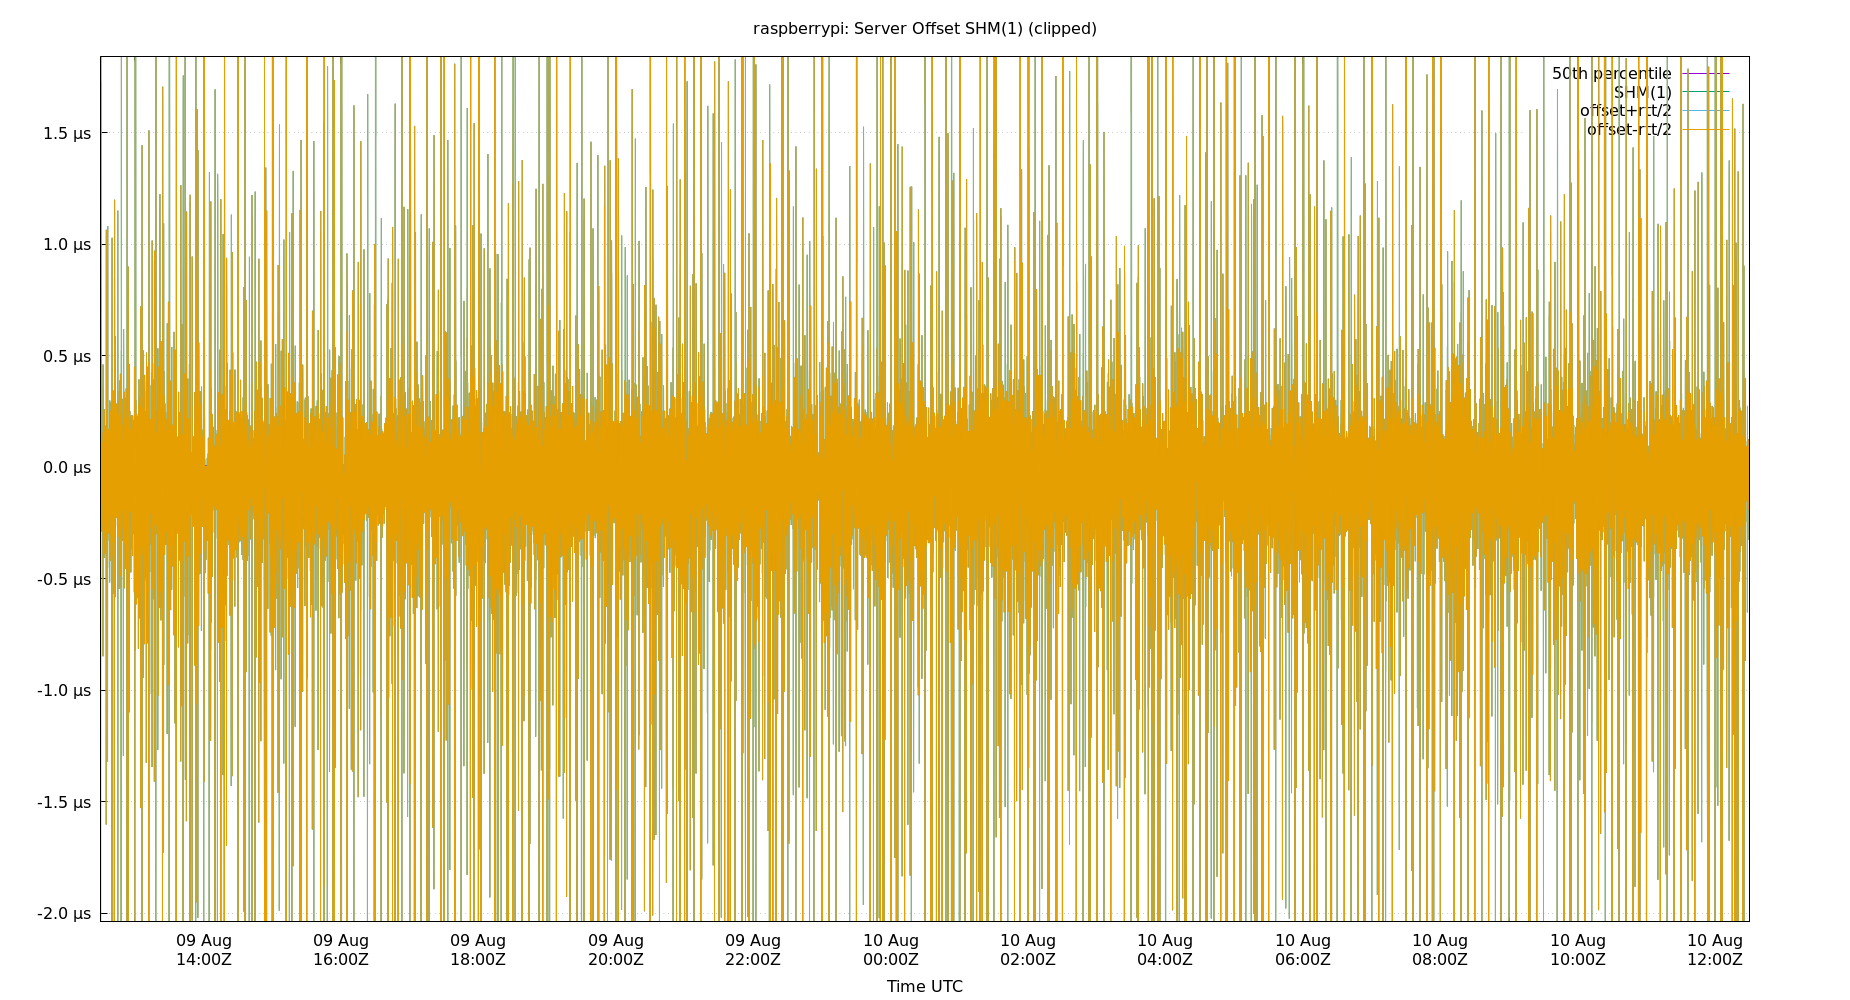 raspberrypi: Server Offset SHM(1) (clipped)
50th percentile
SHM(1)
offset+rtt/2
offset-rtt/2
1.5 µs
1.0 µs
0.5 µs
0.0 µs
-0.5 µs
-1.0 µs
-1.5 µs
-2.0 µs
09 Aug 09 Aug 09 Aug 09 Aug 09 Aug 10 Aug 10 Aug 10 Aug 10 Aug 10 Aug 10 Aug 10 Aug
14:00Z 16:00Z 18:00Z 20:00Z 22:00Z 00:00Z 02:00Z 04:00Z 06:00Z 08:00Z 10:00Z 12:00Z
Time UTC